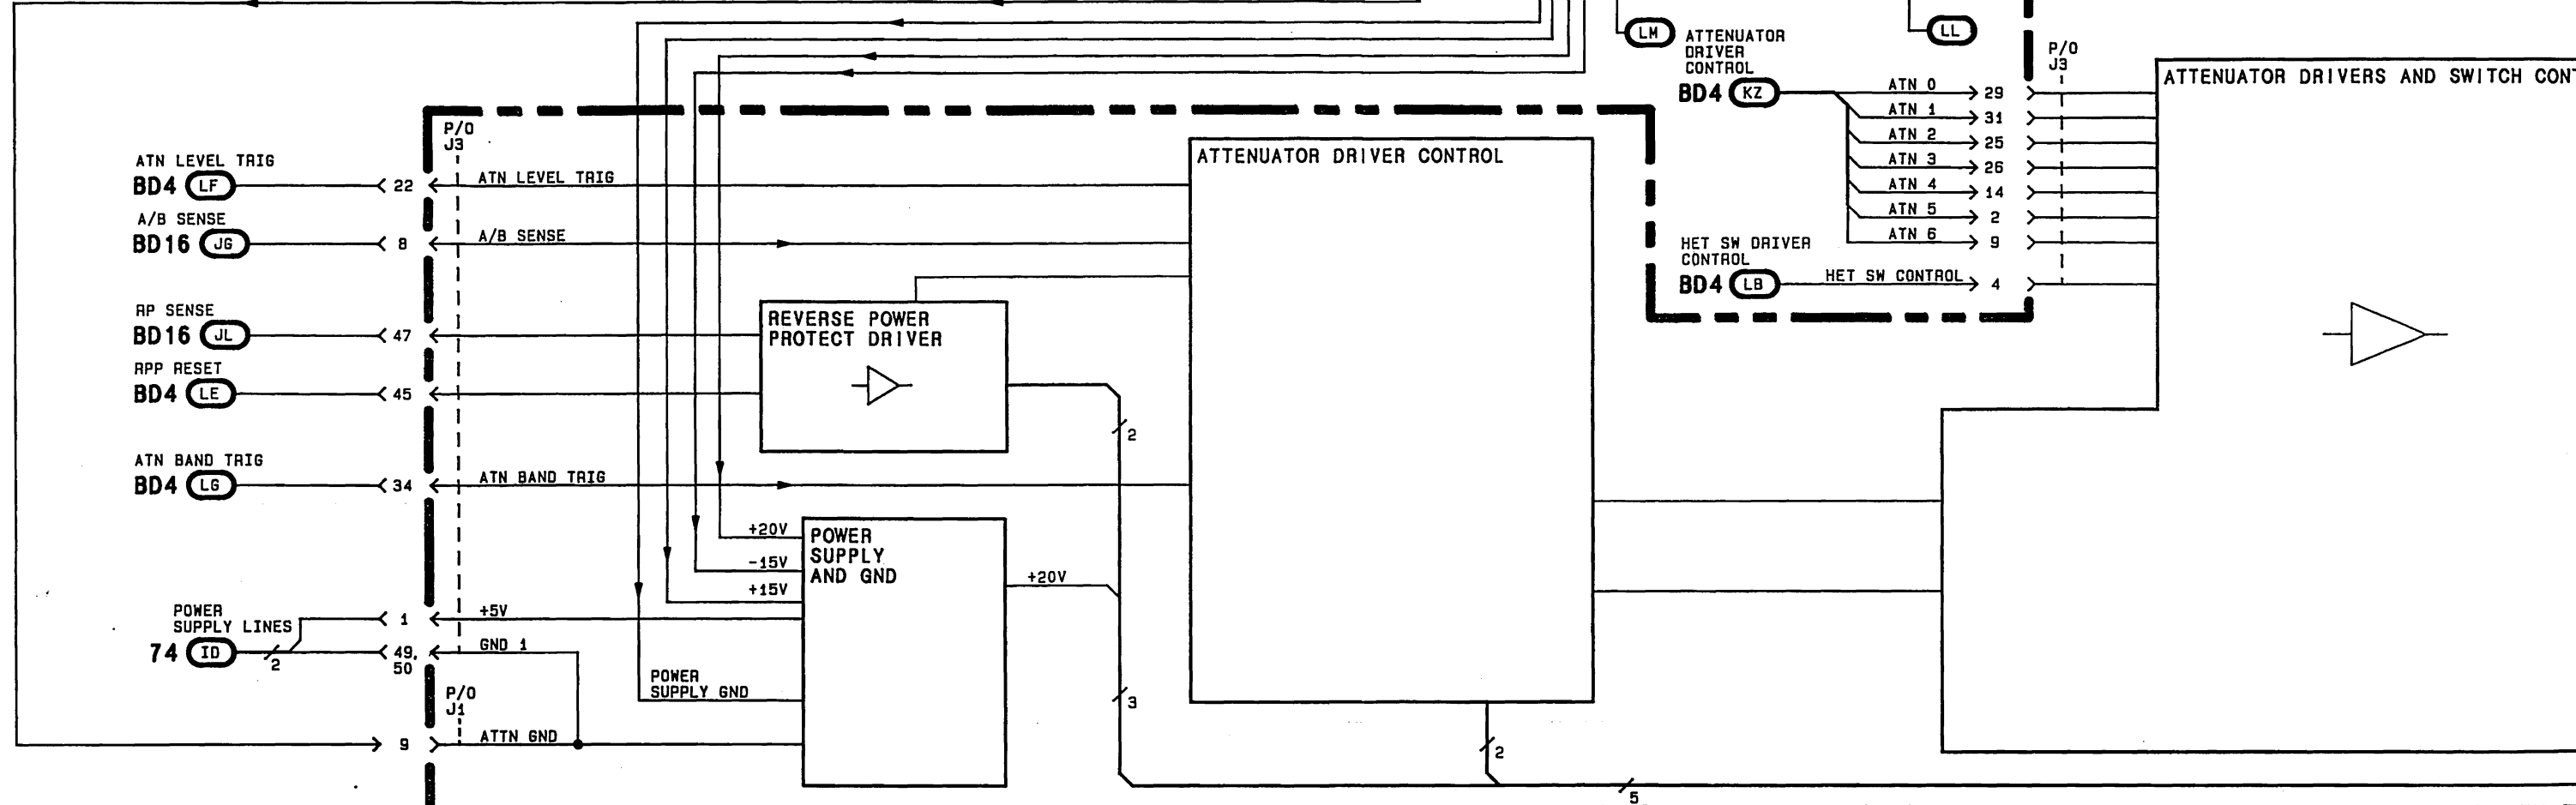 LM
ATTENUATOR
DRIVER
CONTROL
BD4 KZ
LL
P/O
J3
ATN 0 29
ATN 1 31
ATN 2 25
ATN 3 26
ATN 4 14
ATN 5 2
ATN 6 9
HET SW DRIVER
CONTROL
BD4 LB
HET SW CONTROL 4
ATTENUATOR DRIVERS AND SWITCH CONT
P/O
J3
ATN LEVEL TRIG
BD4 LF
22
ATN LEVEL TRIG
A/B SENSE
BD16 JG
8
A/B SENSE
RP SENSE
BD16 JL
47
RPP RESET
BD4 LE
45
ATN BAND TRIG
BD4 LG
34
ATN BAND TRIG
REVERSE POWER
PROTECT DRIVER
2
ATTENUATOR DRIVER CONTROL
+20V
-15V
+15V
POWER
SUPPLY
AND GND
+20V
POWER
SUPPLY LINES
74 ID
2
1
+5V
49,
50
GND 1
POWER
SUPPLY GND
P/O
J1
9
ATTN GND
3
2
5